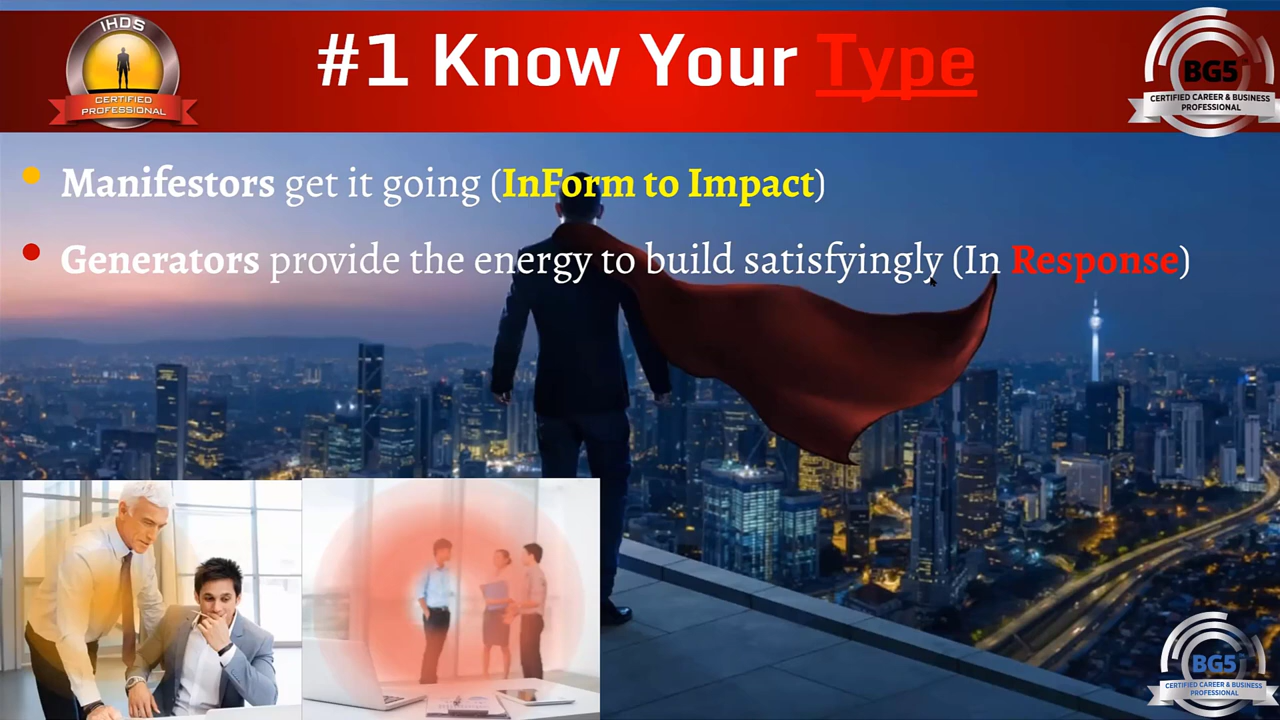 IHDS
CERTIFIED
PROFESSIONAL
#1 Know Your Type
BG5
CERTIFIED CAREER & BUSINESS
PROFESSIONAL
Manifestors get it going (InForm to Impact)
Generators provide the energy to build satisfyingly (In Response)
BG5
CERTIFIED CAREER & BUSINESS
PROFESSIONAL